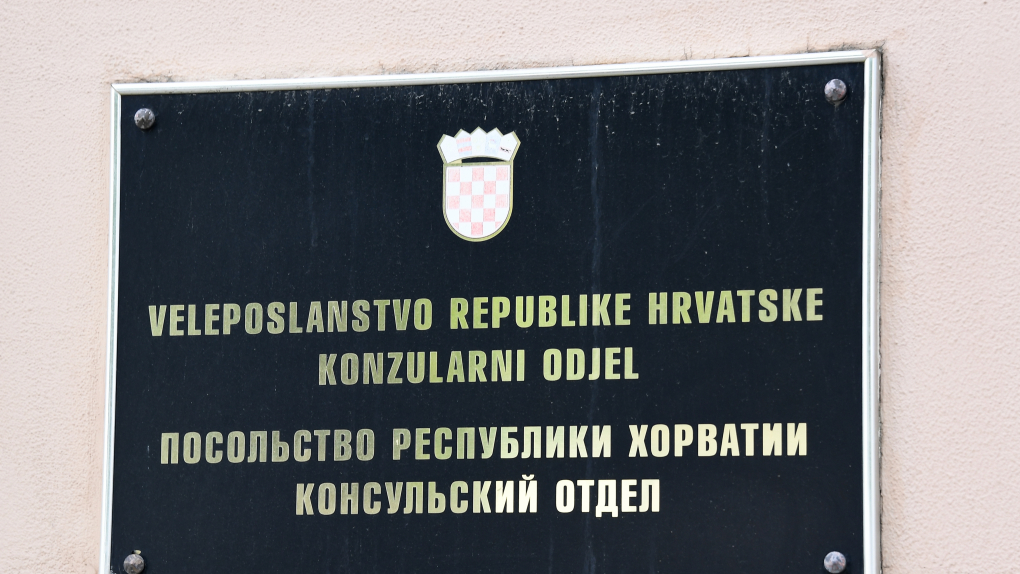 VELEPOSLANSTVO REPUBLIKE HRVATSKE
KONZULARNI ODJEL
ПОСОЛЬСТВО РЕСПУБЛИКИ ХОРВАТИИ
КОНСУЛЬСКИЙ ОТДЕЛ